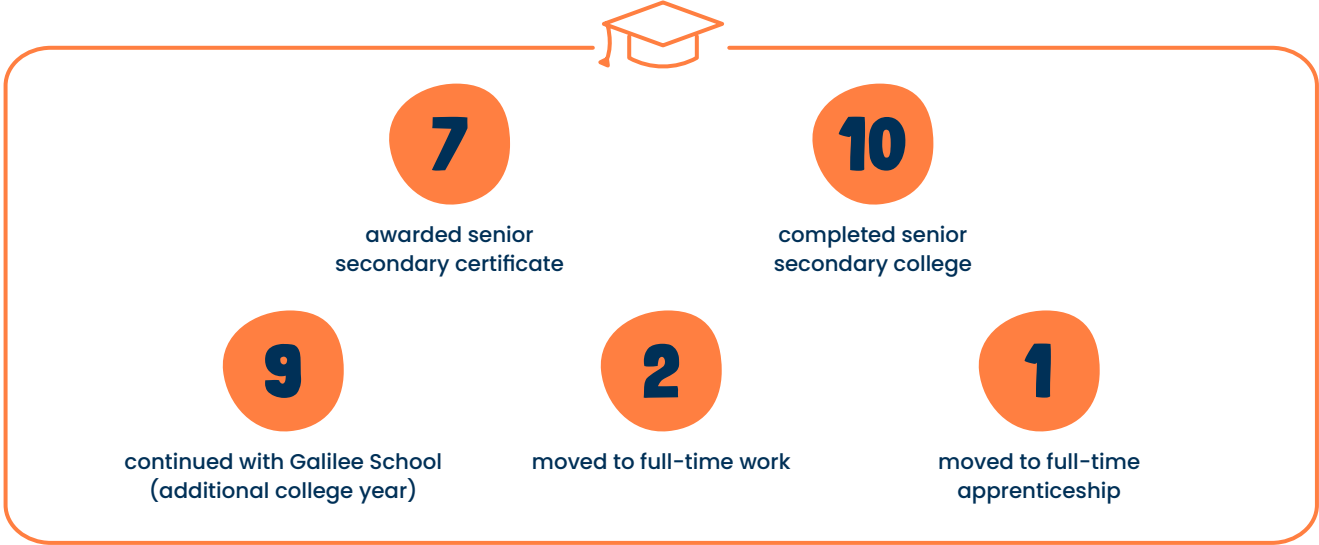 7
awarded senior
secondary certificate
10
completed senior
secondary college
9
continued with Galilee School
(additional college year)
2
moved to full-time work
1
moved to full-time
apprenticeship